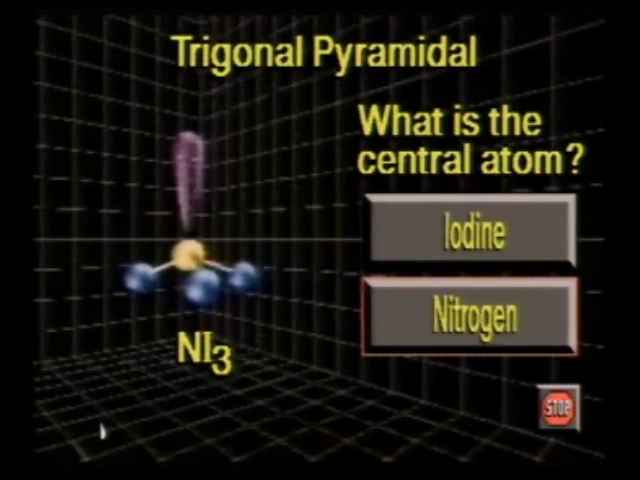 Trigonal Pyramidal
What is the
central atom?
Iodine
Nitrogen
NI3
STOP